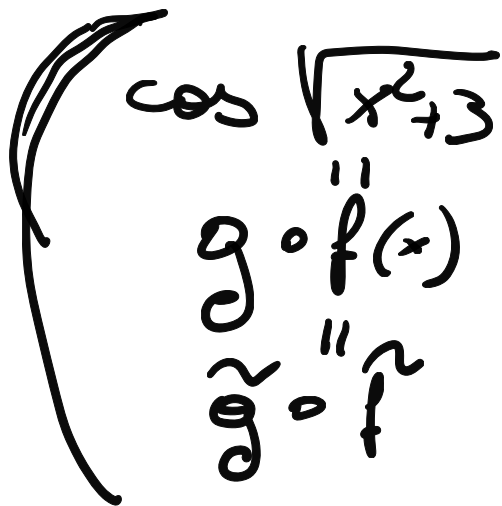 ( cos √(x²+3)
"
g∘f(x)
"
g̃∘f̃